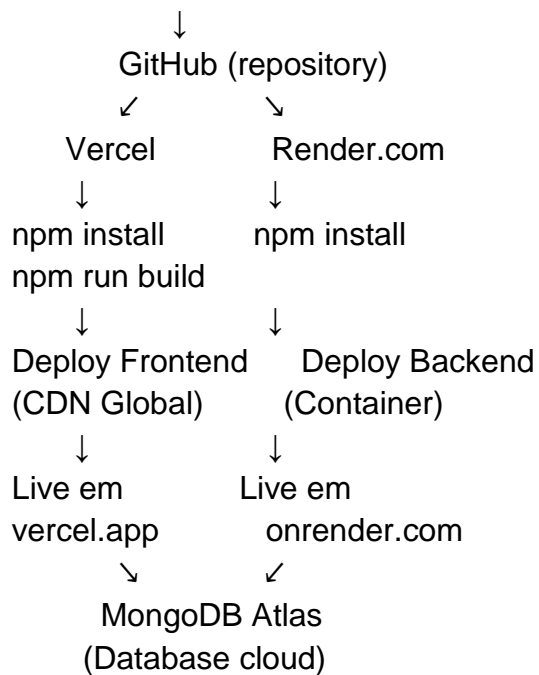 ↓
GitHub (repository)
↙ ↘
Vercel Render.com
↓ ↓
npm install npm install
npm run build
↓ ↓
Deploy Frontend Deploy Backend
(CDN Global) (Container)
↓ ↓
Live em Live em
vercel.app onrender.com
↘ ↙
MongoDB Atlas
(Database cloud)